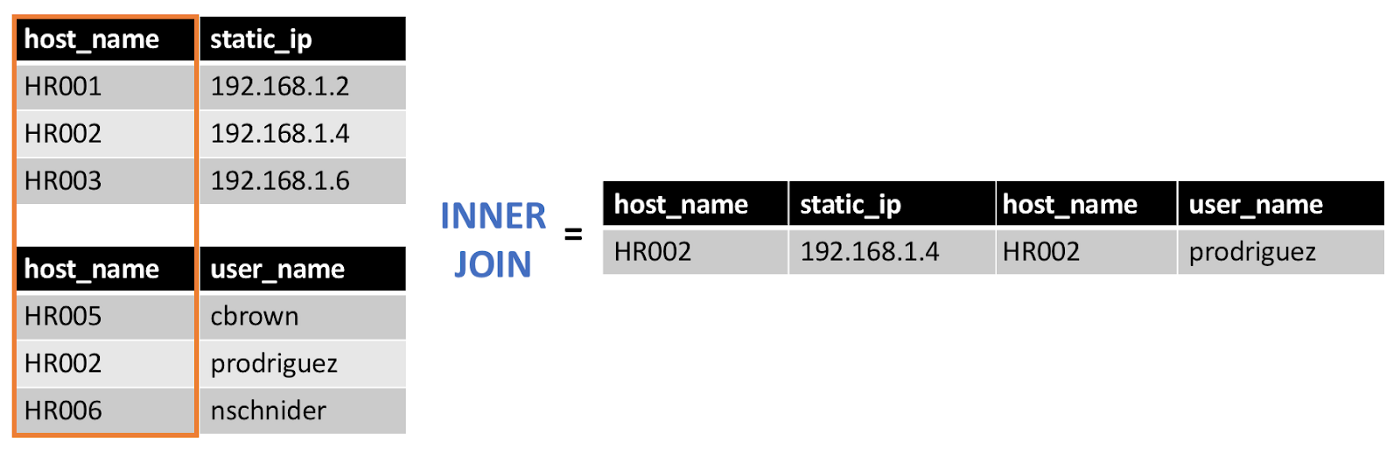 host_name static_ip
HR001 192.168.1.2
HR002 192.168.1.4
HR003 192.168.1.6
host_name user_name
HR005 cbrown
HR002 prodriguez
HR006 nschnider
INNER
JOIN
=
host_name static_ip host_name user_name
HR002 192.168.1.4 HR002 prodriguez